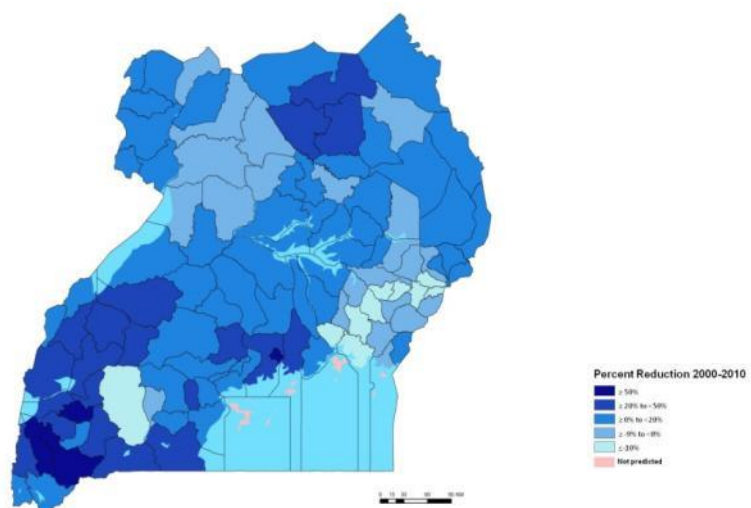 Percent Reduction 2000-2010
≥ 50%
≥ 20% to <50%
≥ 0% to <20%
≥ -9% to <0%
≤-10%
Not predicted